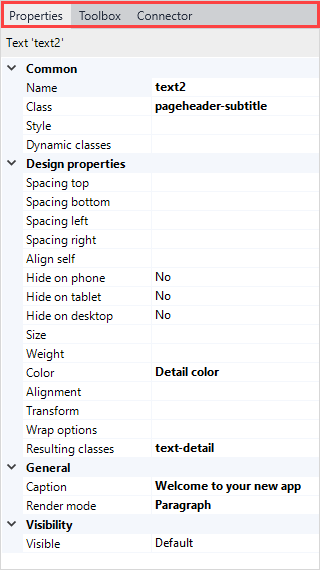 Properties Toolbox Connector
Text 'text2'
Common
Name text2
Class pageheader-subtitle
Style
Dynamic classes
Design properties
Spacing top
Spacing bottom
Spacing left
Spacing right
Align self
Hide on phone No
Hide on tablet No
Hide on desktop No
Size
Weight
Color Detail color
Alignment
Transform
Wrap options
Resulting classes text-detail
General
Caption Welcome to your new app
Render mode Paragraph
Visibility
Visible Default